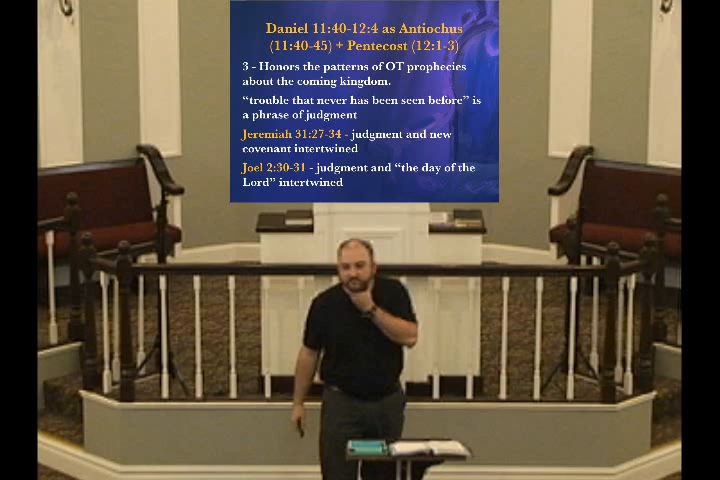 Daniel 11:40-12:4 as Antiochus
(11:40-45) + Pentecost (12:1-3)
3 - Honors the patterns of OT prophecies
about the coming kingdom.
“trouble that never has been seen before” is
a phrase of judgment
Jeremiah 31:27-34 - judgment and new
covenant intertwined
Joel 2:30-31 - judgment and “the day of the
Lord” intertwined